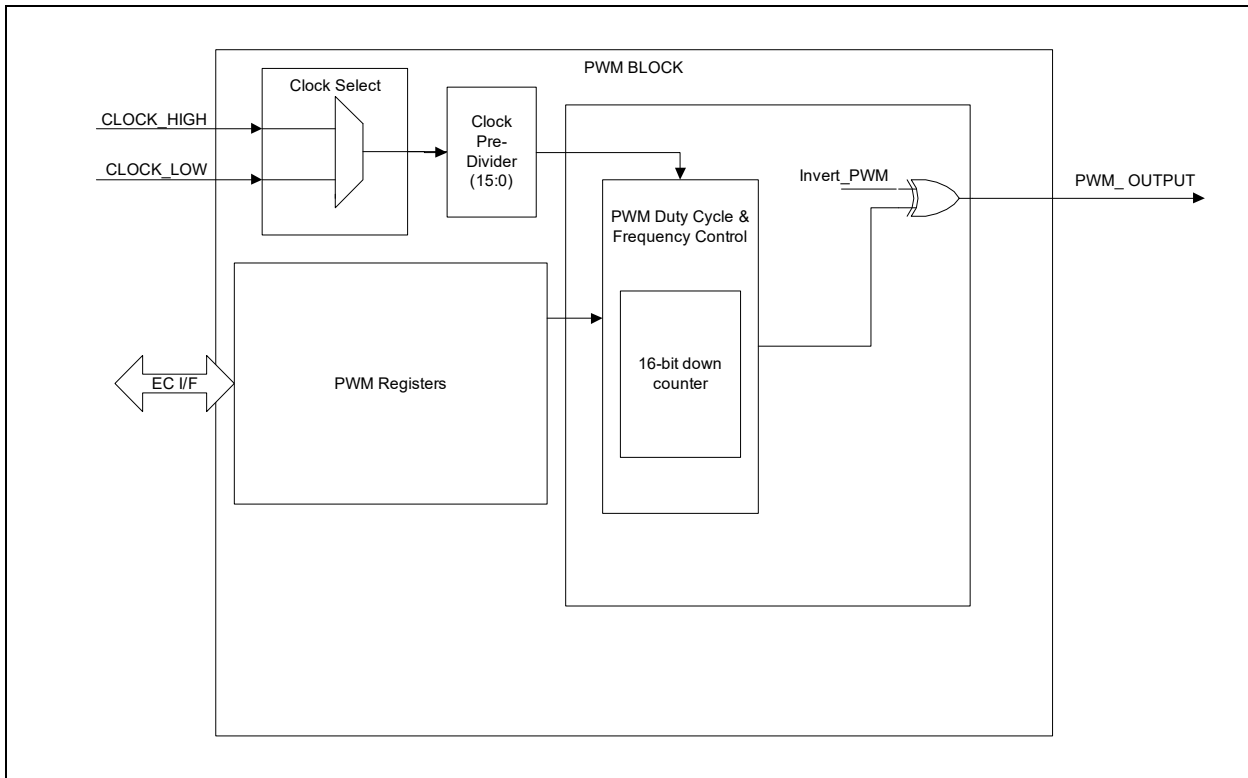 PWM BLOCK
Clock Select
CLOCK_HIGH
CLOCK_LOW
Clock
Pre-
Divider
(15:0)
Invert_PWM
PWM_ OUTPUT
PWM Duty Cycle &
Frequency Control
16-bit down
counter
EC I/F
PWM Registers